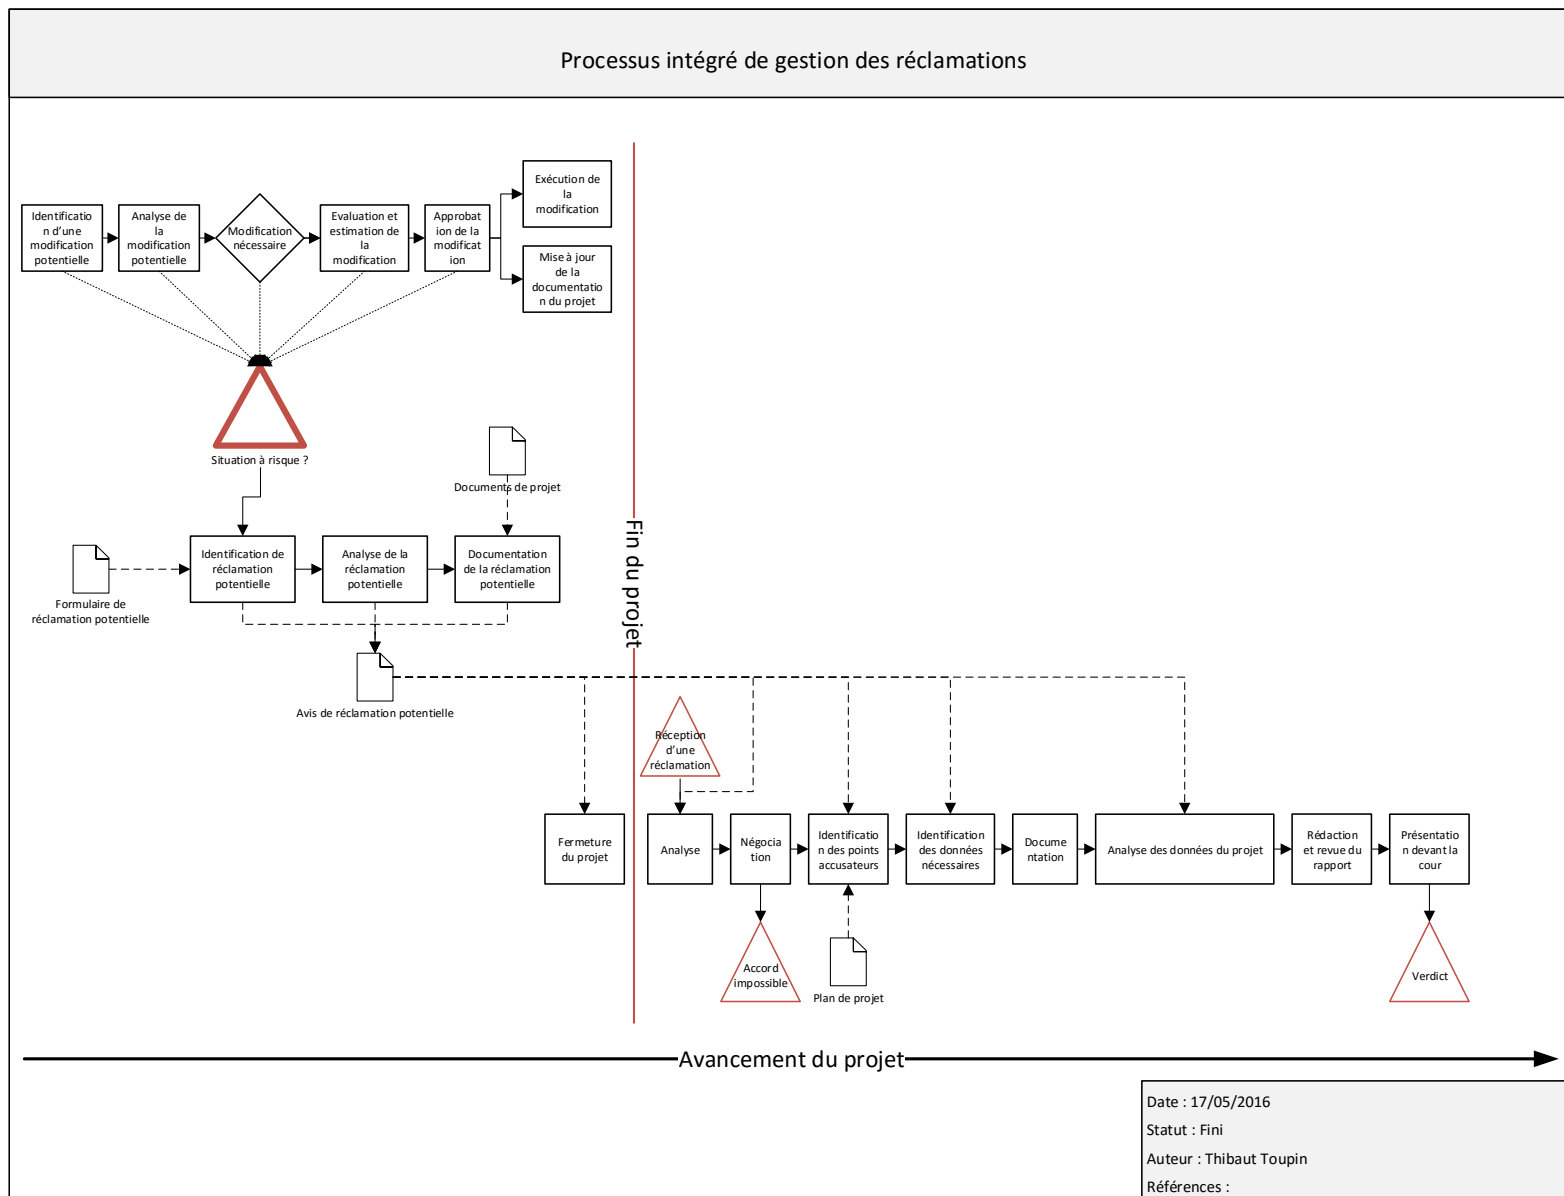 Processus intégré de gestion des réclamations
Exécution de
la
modification
Identificatio
n d'une
modification
potentielle
Analyse de
la
modification
potentielle
Modification
nécessaire
Evaluation et
estimation de
la
modification
Approbat
ion de la
modificat
ion
Mise à jour
de la
documentatio
n du projet
Situation à risque ?
Documents de projet
Fin du projet
Identification de
réclamation
potentielle
Analyse de la
réclamation
potentielle
Documentation
de la réclamation
potentielle
Formulaire de
réclamation potentielle
Avis de réclamation potentielle
Réception
d'une
réclamation
Fermeture
du projet
Analyse
Négocia
tion
Identificatio
n des points
accusateurs
Identification
des données
nécessaires
Docume
ntation
Analyse des données du projet
Rédaction
et revue du
rapport
Présentatio
n devant la
cour
Accord
impossible
Plan de projet
Verdict
Avancement du projet
Date : 17/05/2016
Statut : Fini
Auteur : Thibaut Toupin
Références :